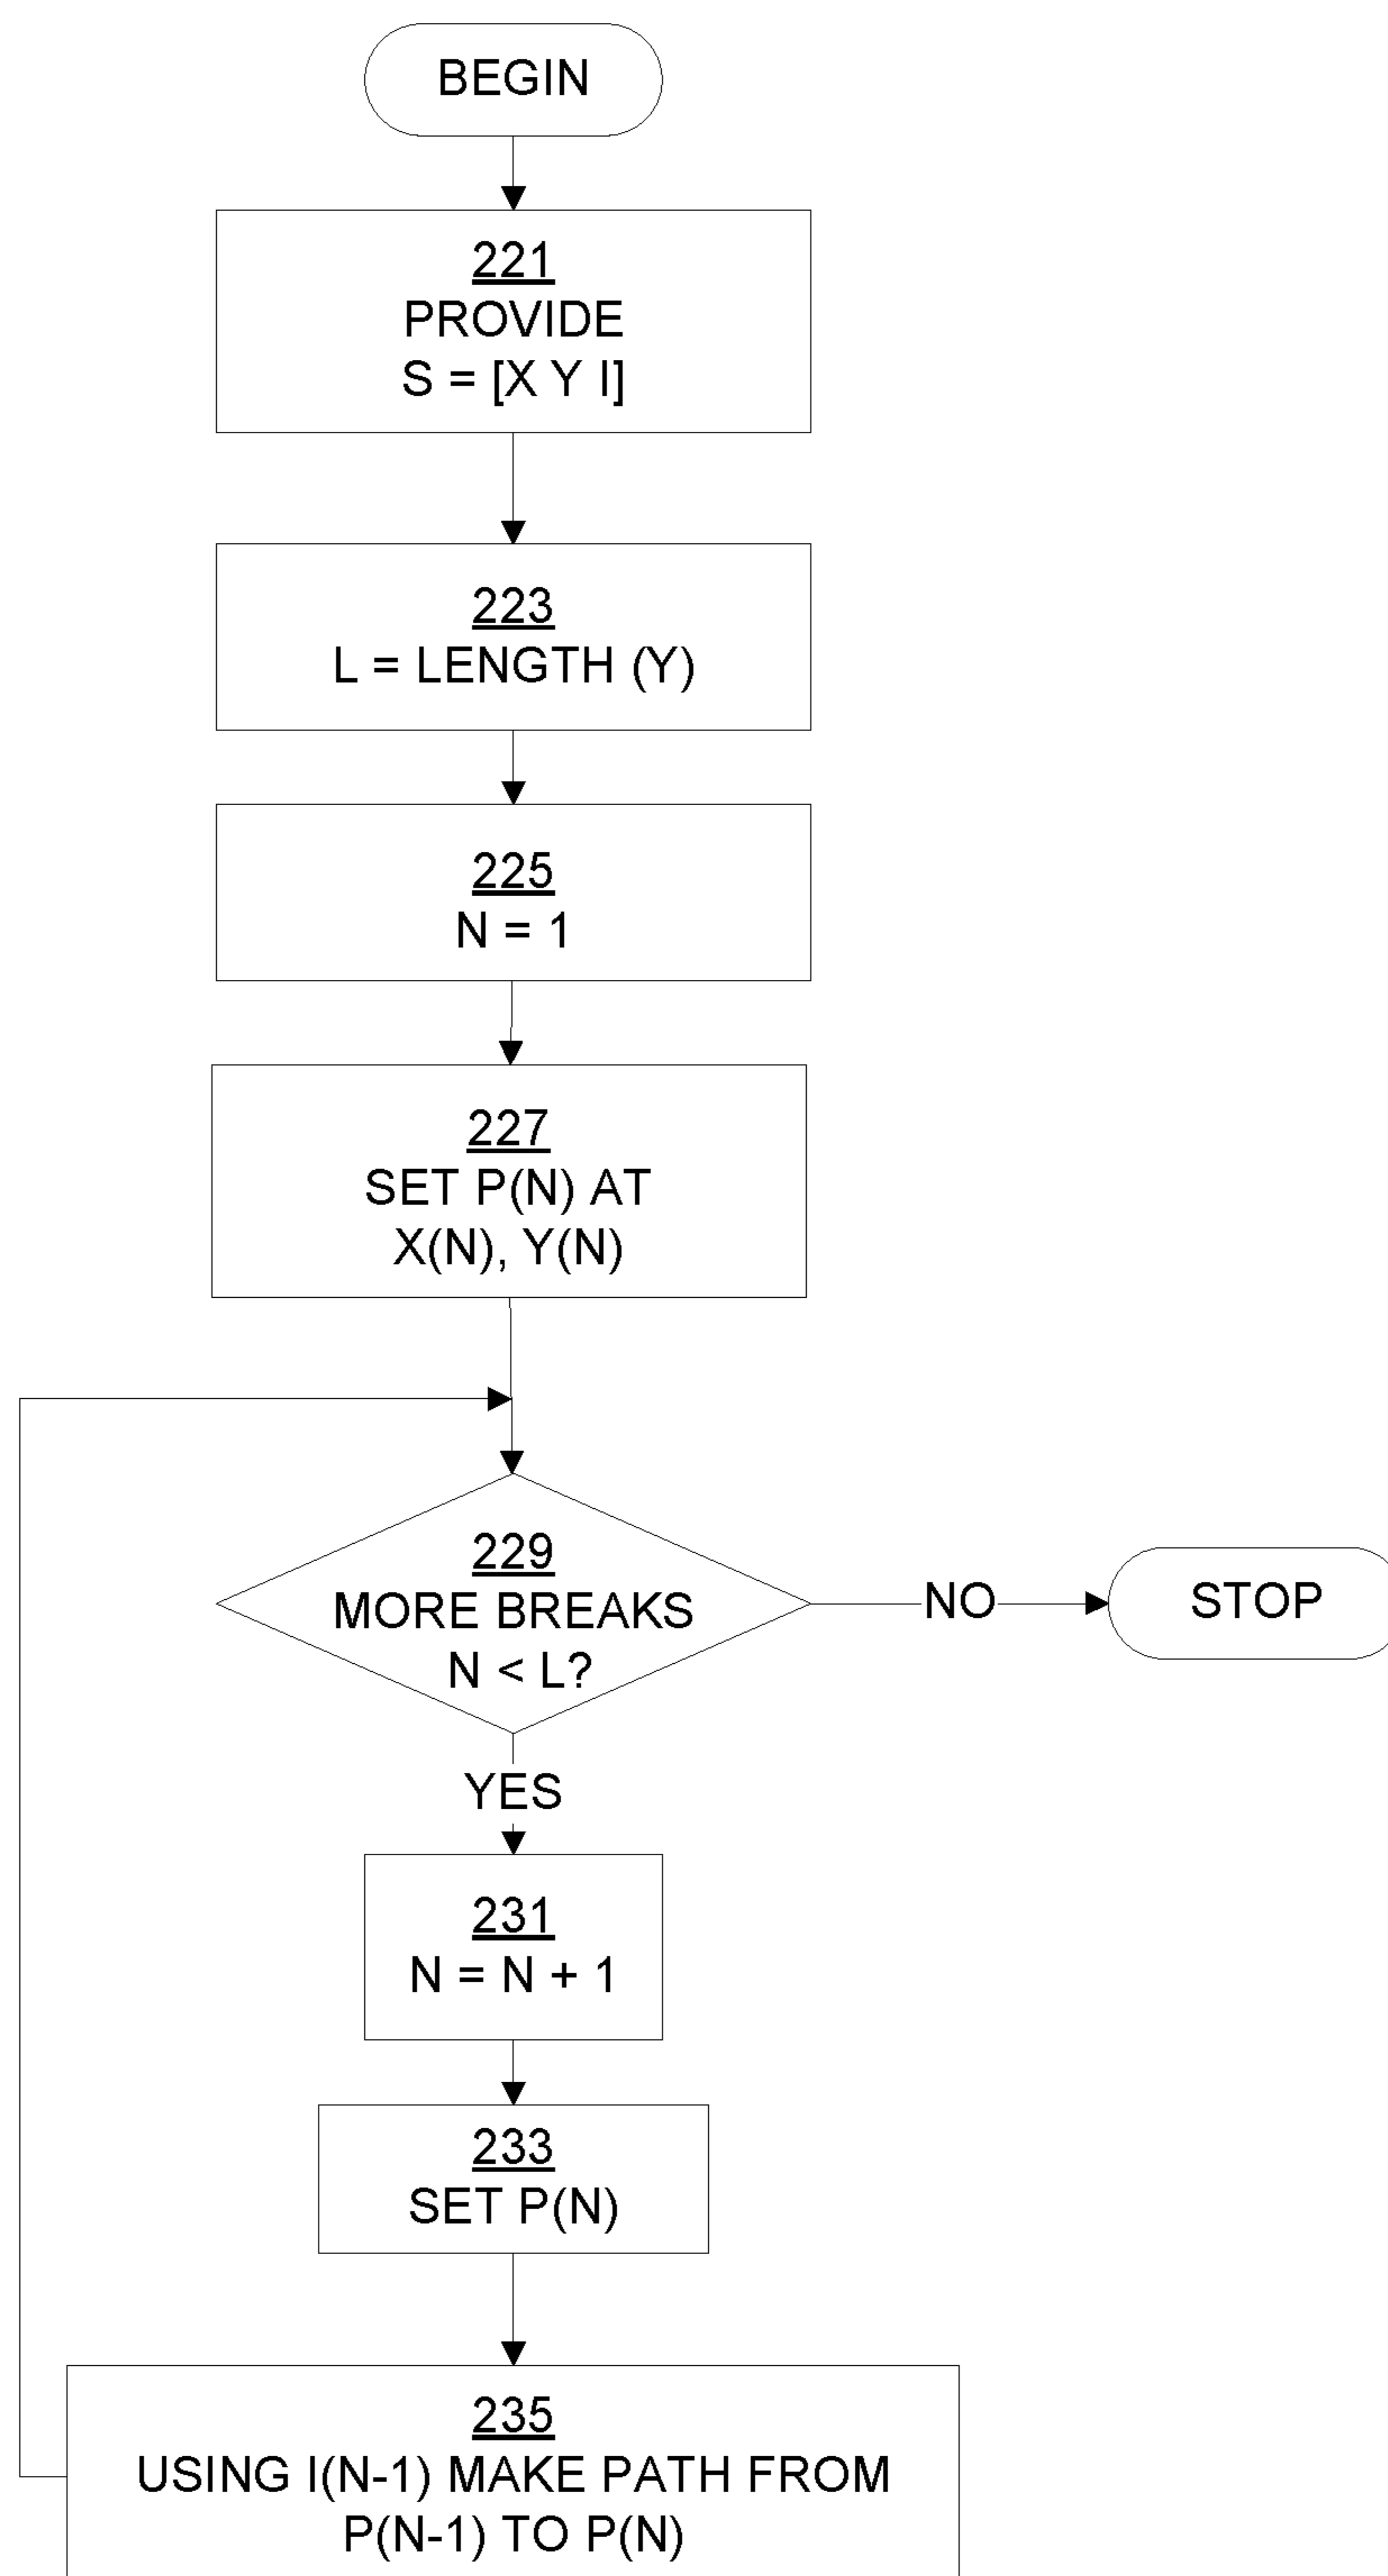 BEGIN
221
PROVIDE
S = [X Y I]
223
L = LENGTH (Y)
225
N = 1
227
SET P(N) AT
X(N), Y(N)
229
MORE BREAKS
N < L?
NO
STOP
YES
231
N = N + 1
233
SET P(N)
235
USING I(N-1) MAKE PATH FROM
P(N-1) TO P(N)